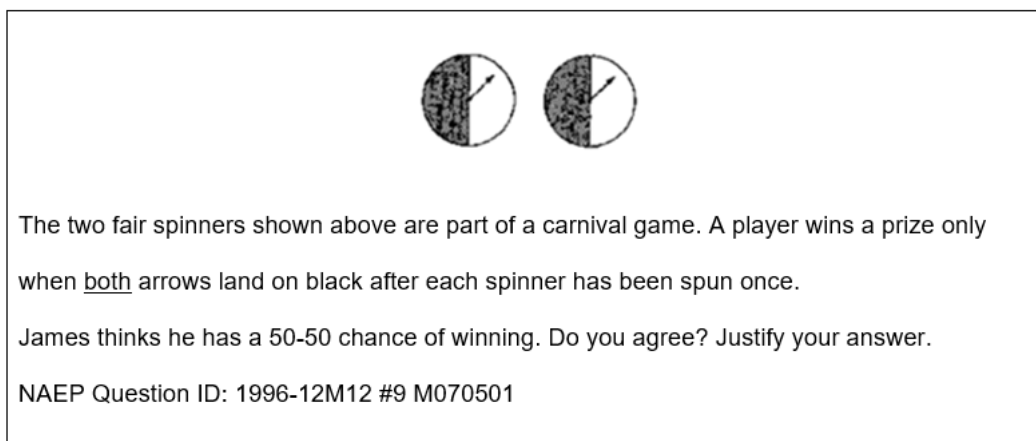 The two fair spinners shown above are part of a carnival game. A player wins a prize only
when both arrows land on black after each spinner has been spun once.
James thinks he has a 50-50 chance of winning. Do you agree? Justify your answer.
NAEP Question ID: 1996-12M12 #9 M070501